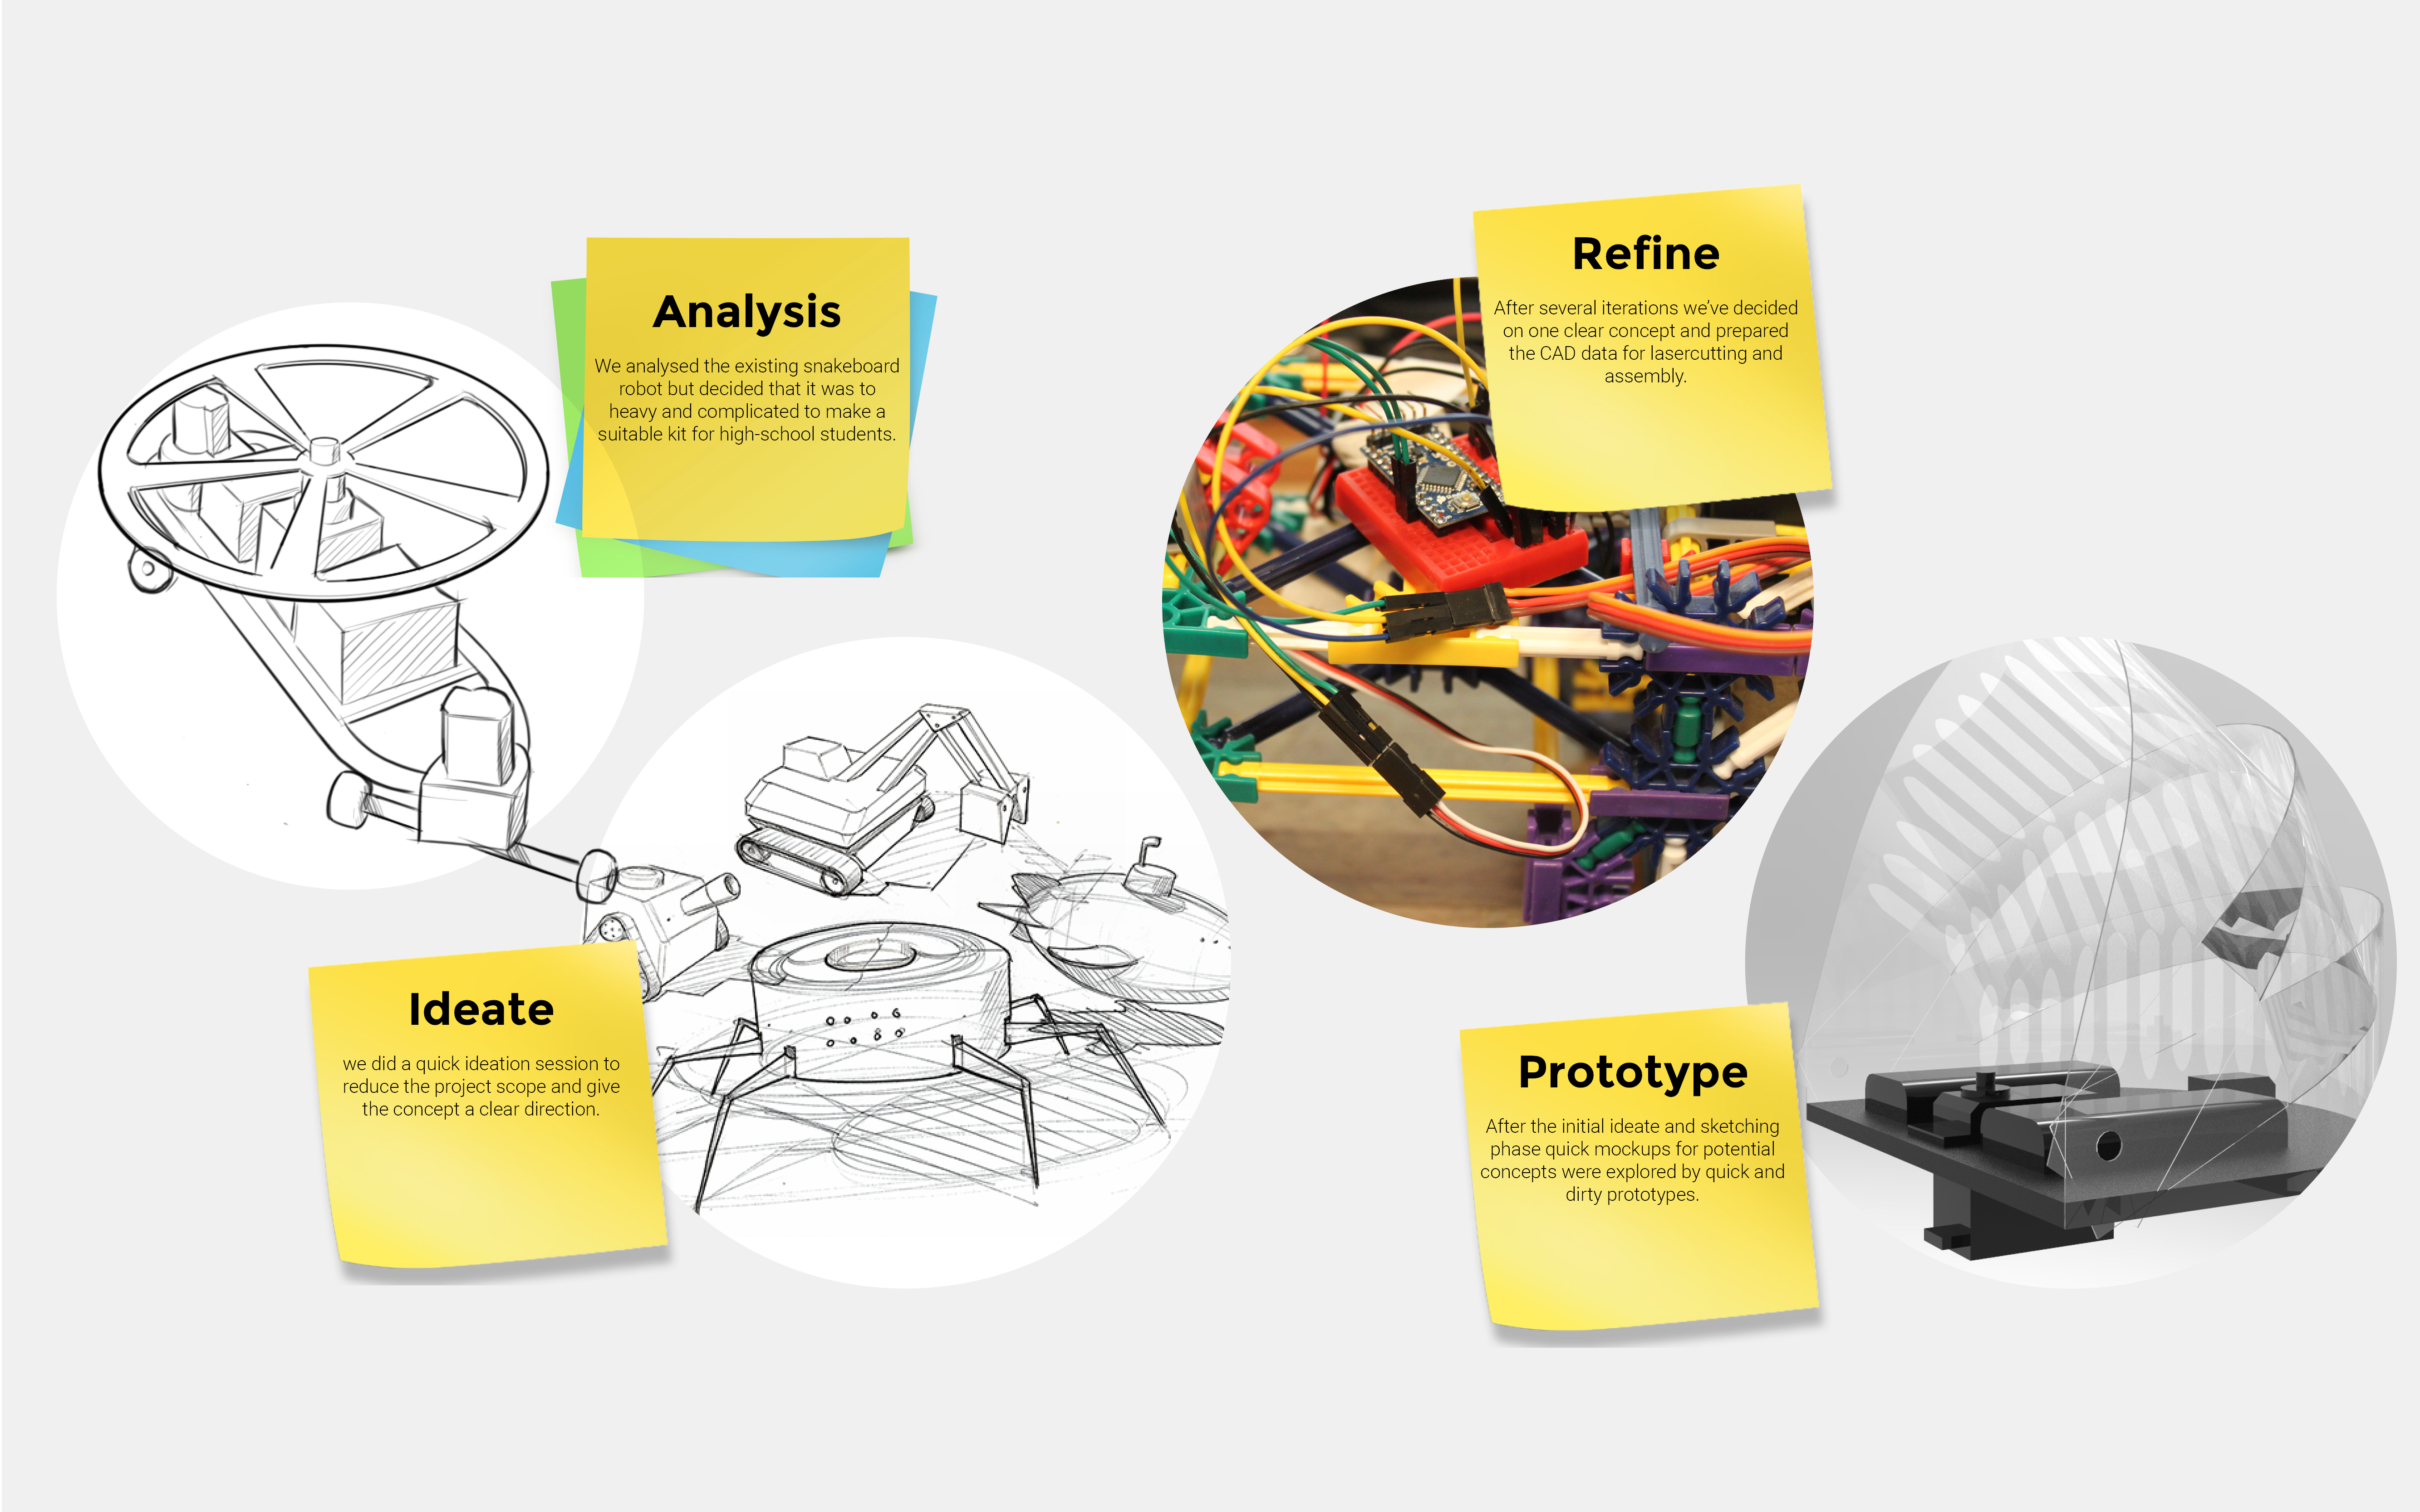 Analysis
We analysed the existing snakeboard
robot but decided that it was to
heavy and complicated to make a
suitable kit for high-school students.
Ideate
we did a quick ideation session to
reduce the project scope and give
the concept a clear direction.
Refine
After several iterations we’ve decided
on one clear concept and prepared
the CAD data for lasercutting and
assembly.
Prototype
After the initial ideate and sketching
phase quick mockups for potential
concepts were explored by quick and
dirty prototypes.